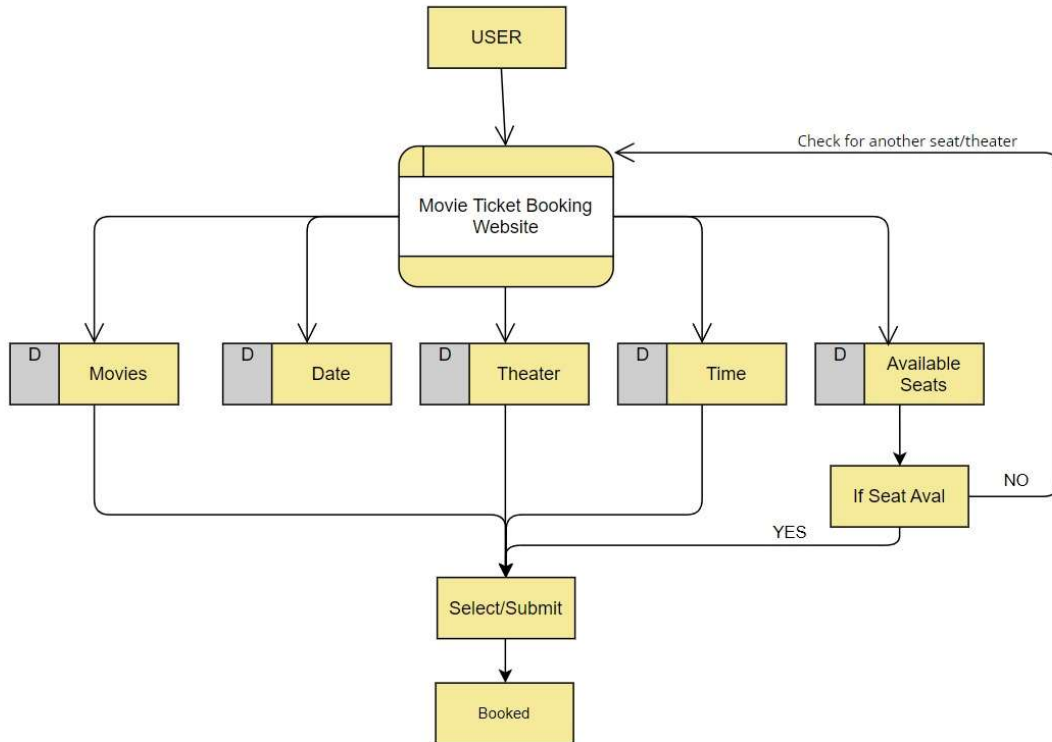 USER
Check for another seat/theater
Movie Ticket Booking
Website
D
Movies
D
Date
D
Theater
D
Time
D
Available
Seats
If Seat Aval
NO
YES
Select/Submit
Booked